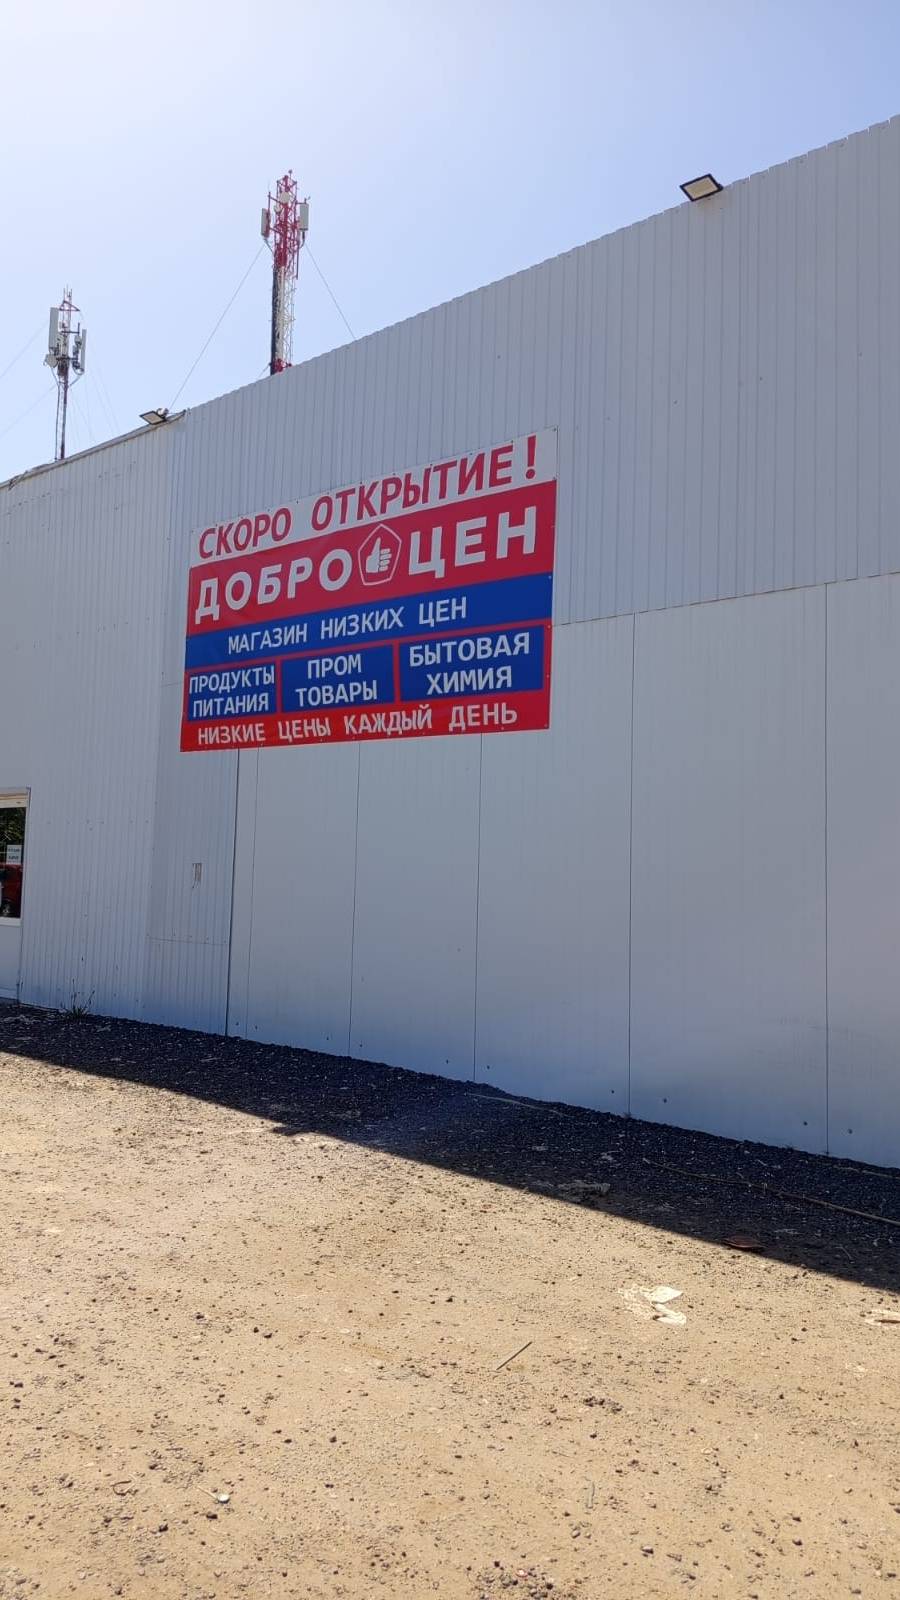 СКОРО ОТКРЫТИЕ!
ДОБРОЦЕН
МАГАЗИН НИЗКИХ ЦЕН
ПРОДУКТЫ
ПИТАНИЯ
ПРОМ
ТОВАРЫ
БЫТОВАЯ
ХИМИЯ
НИЗКИЕ ЦЕНЫ КАЖДЫЙ ДЕНЬ